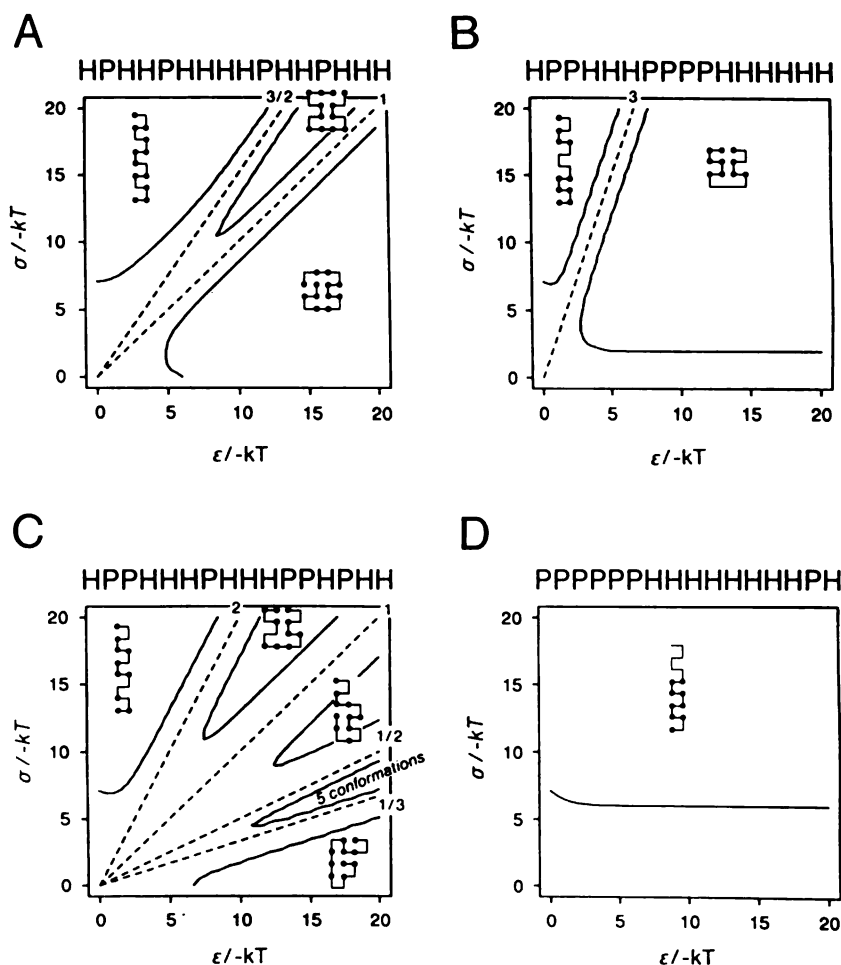 A
HPHHPHHHHPHHPHHH
3/2
1
20
15
10
5
0
σ/-kT
0
5
10
15
20
ε/-kT
B
HPPHHHPPPPHHHHHH
3
20
15
10
5
0
σ/-kT
0
5
10
15
20
ε/-kT
C
HPPHHHPHHHPPHPHH
2
1
1/2
5 conformations
1/3
20
15
10
5
0
σ/-kT
0
5
10
15
20
ε/-kT
D
PPPPPPHHHHHHHHPH
20
15
10
5
0
σ/-kT
0
5
10
15
20
ε/-kT